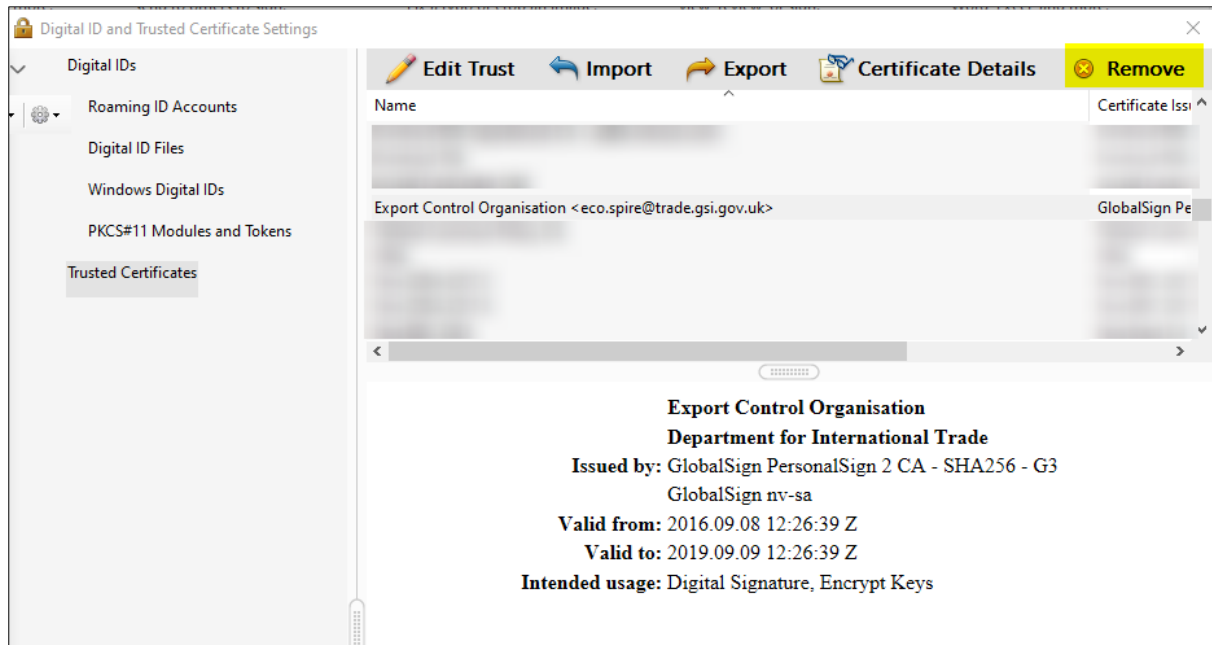 Digital ID and Trusted Certificate Settings
Digital IDs
Roaming ID Accounts
Digital ID Files
Windows Digital IDs
PKCS#11 Modules and Tokens
Trusted Certificates
Edit Trust Import Export Certificate Details Remove
Name Certificate Iss
Export Control Organisation <eco.spire@trade.gsi.gov.uk> GlobalSign Pe
Export Control Organisation
Department for International Trade
Issued by: GlobalSign PersonalSign 2 CA - SHA256 - G3
GlobalSign nv-sa
Valid from: 2016.09.08 12:26:39 Z
Valid to: 2019.09.09 12:26:39 Z
Intended usage: Digital Signature, Encrypt Keys